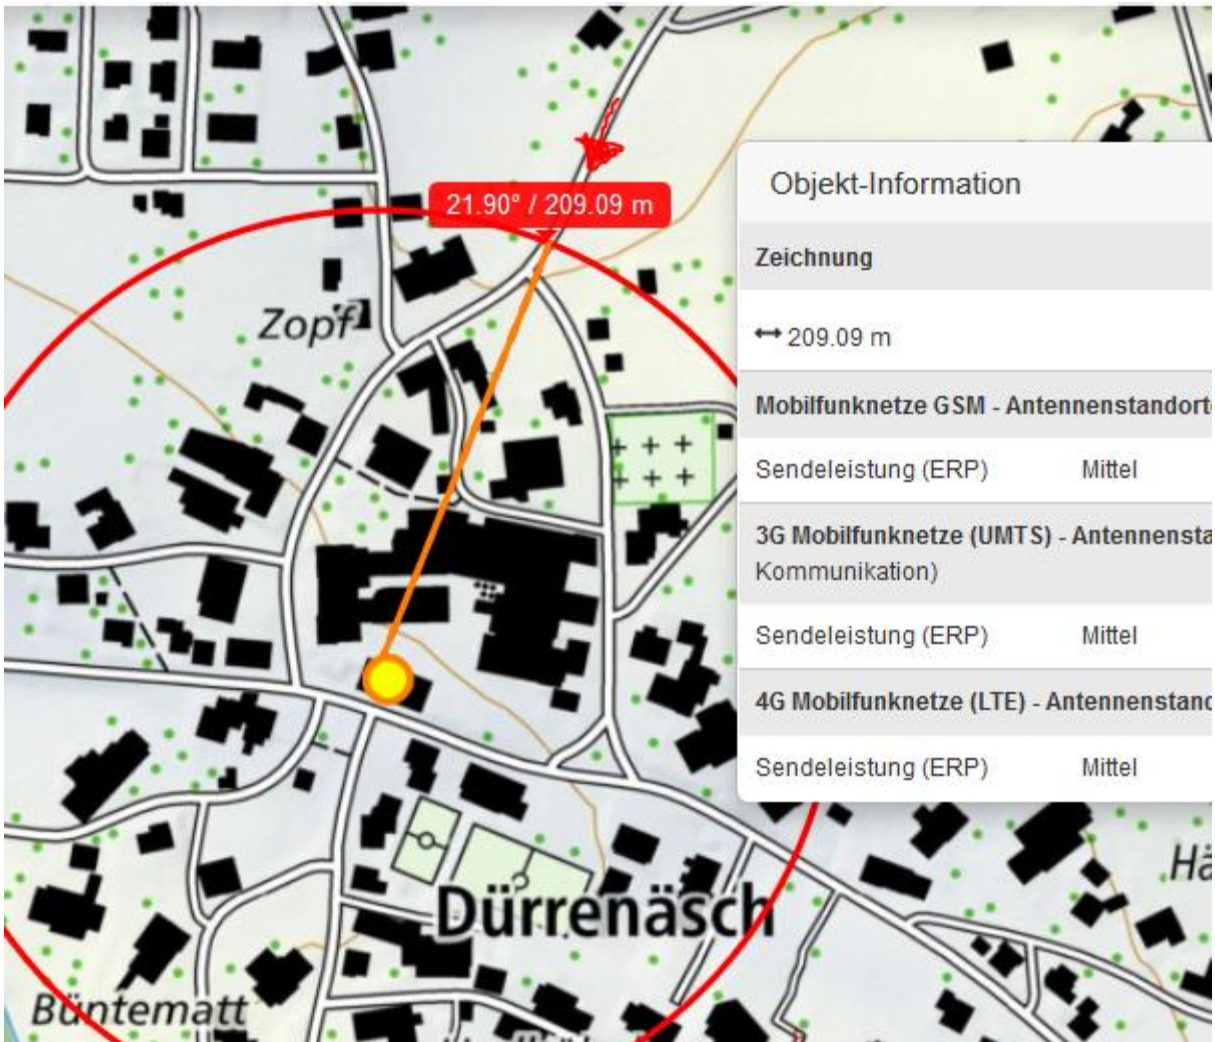 21.90° / 209.09 m
Objekt-Information
Zeichnung
Zopf
↔ 209.09 m
Mobilfunknetze GSM - Antennenstandort
Sendeleistung (ERP) Mittel
3G Mobilfunknetze (UMTS) - Antennensta
Kommunikation)
Sendeleistung (ERP) Mittel
4G Mobilfunknetze (LTE) - Antennenstand
Sendeleistung (ERP) Mittel
Hä
Dürrenäsch
Büntematt